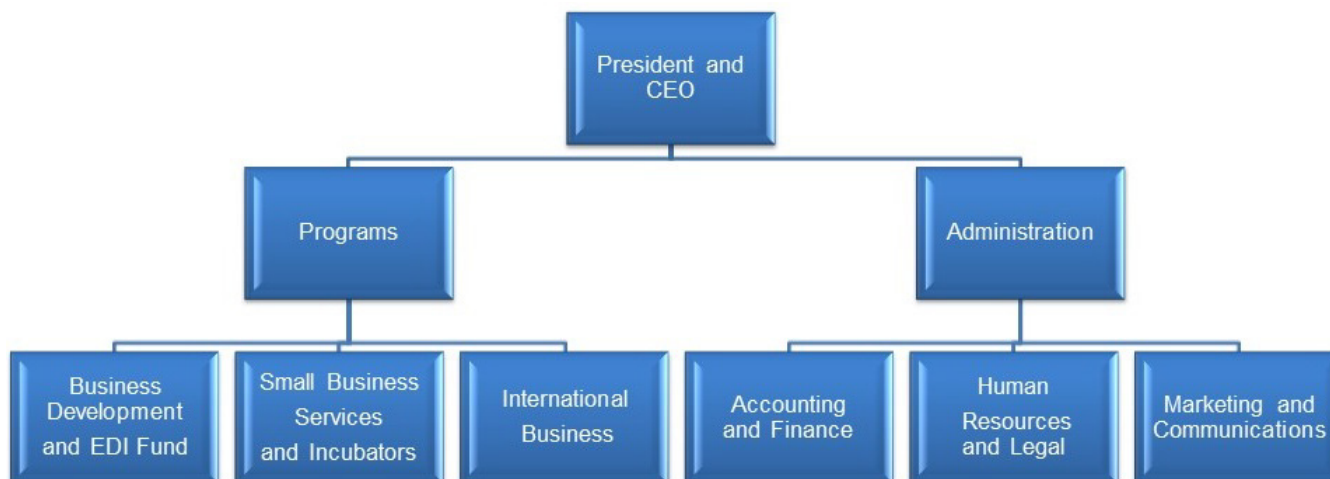 President and
CEO
Programs
Administration
Business
Development
and EDI Fund
Small Business
Services
and Incubators
International
Business
Accounting
and Finance
Human
Resources
and Legal
Marketing and
Communications